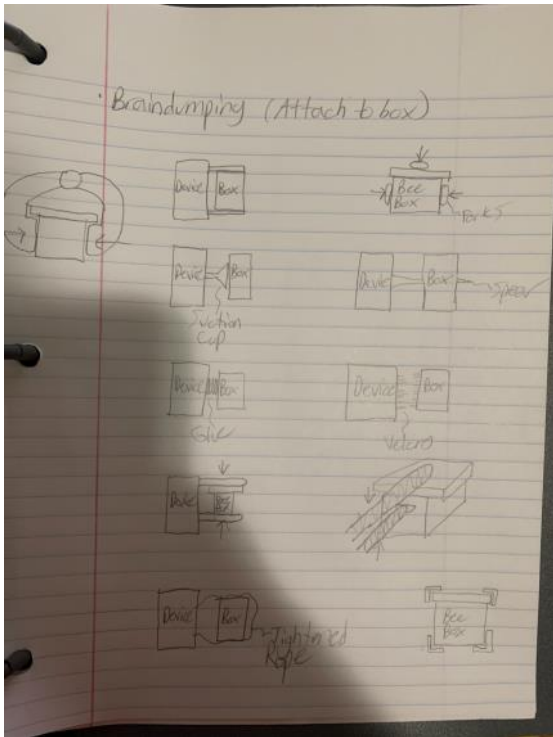 · Braindumping (Attach to box)
Device Box
Bee
Box
Forks
Device Box
Suction
Cup
Device Box
Spear
Device Box
Glue
Device Box
Velcro
Device
Device Box
Tightened
Rope
Bee
Box